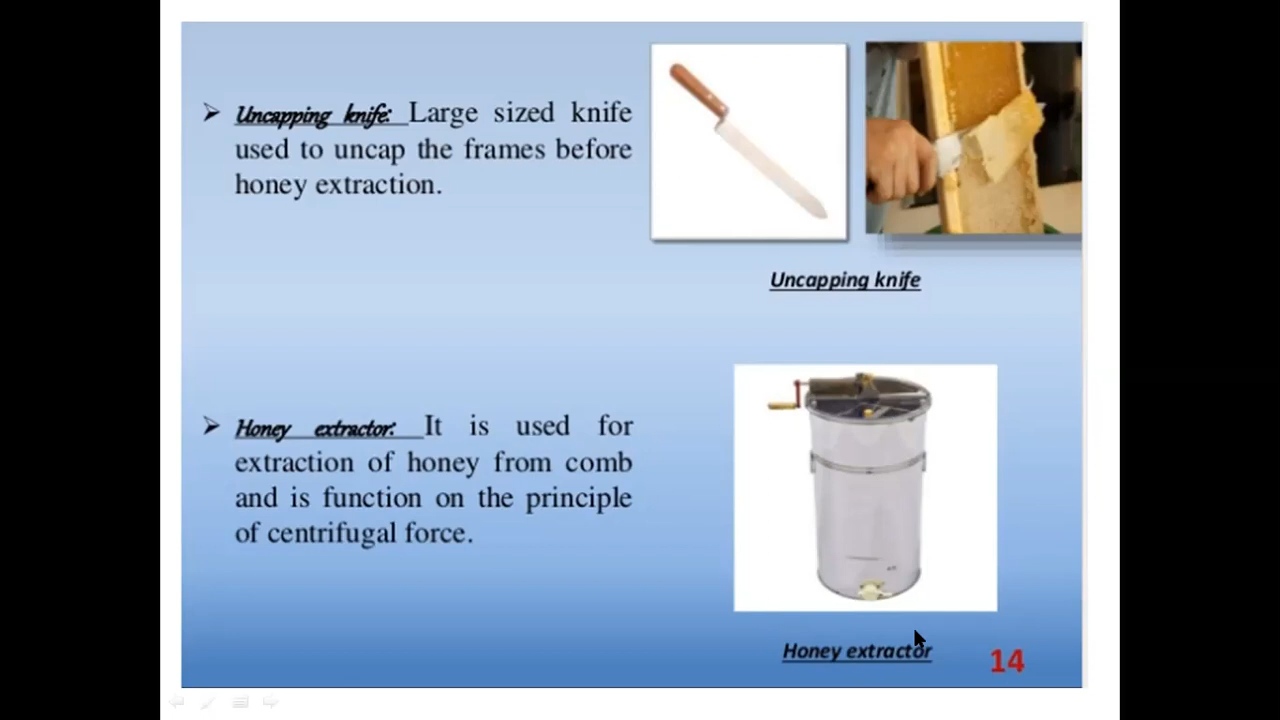 Uncapping knife: Large sized knife
used to uncap the frames before
honey extraction.
Uncapping knife
Honey extractor: It is used for
extraction of honey from comb
and is function on the principle
of centrifugal force.
Honey extractor
14